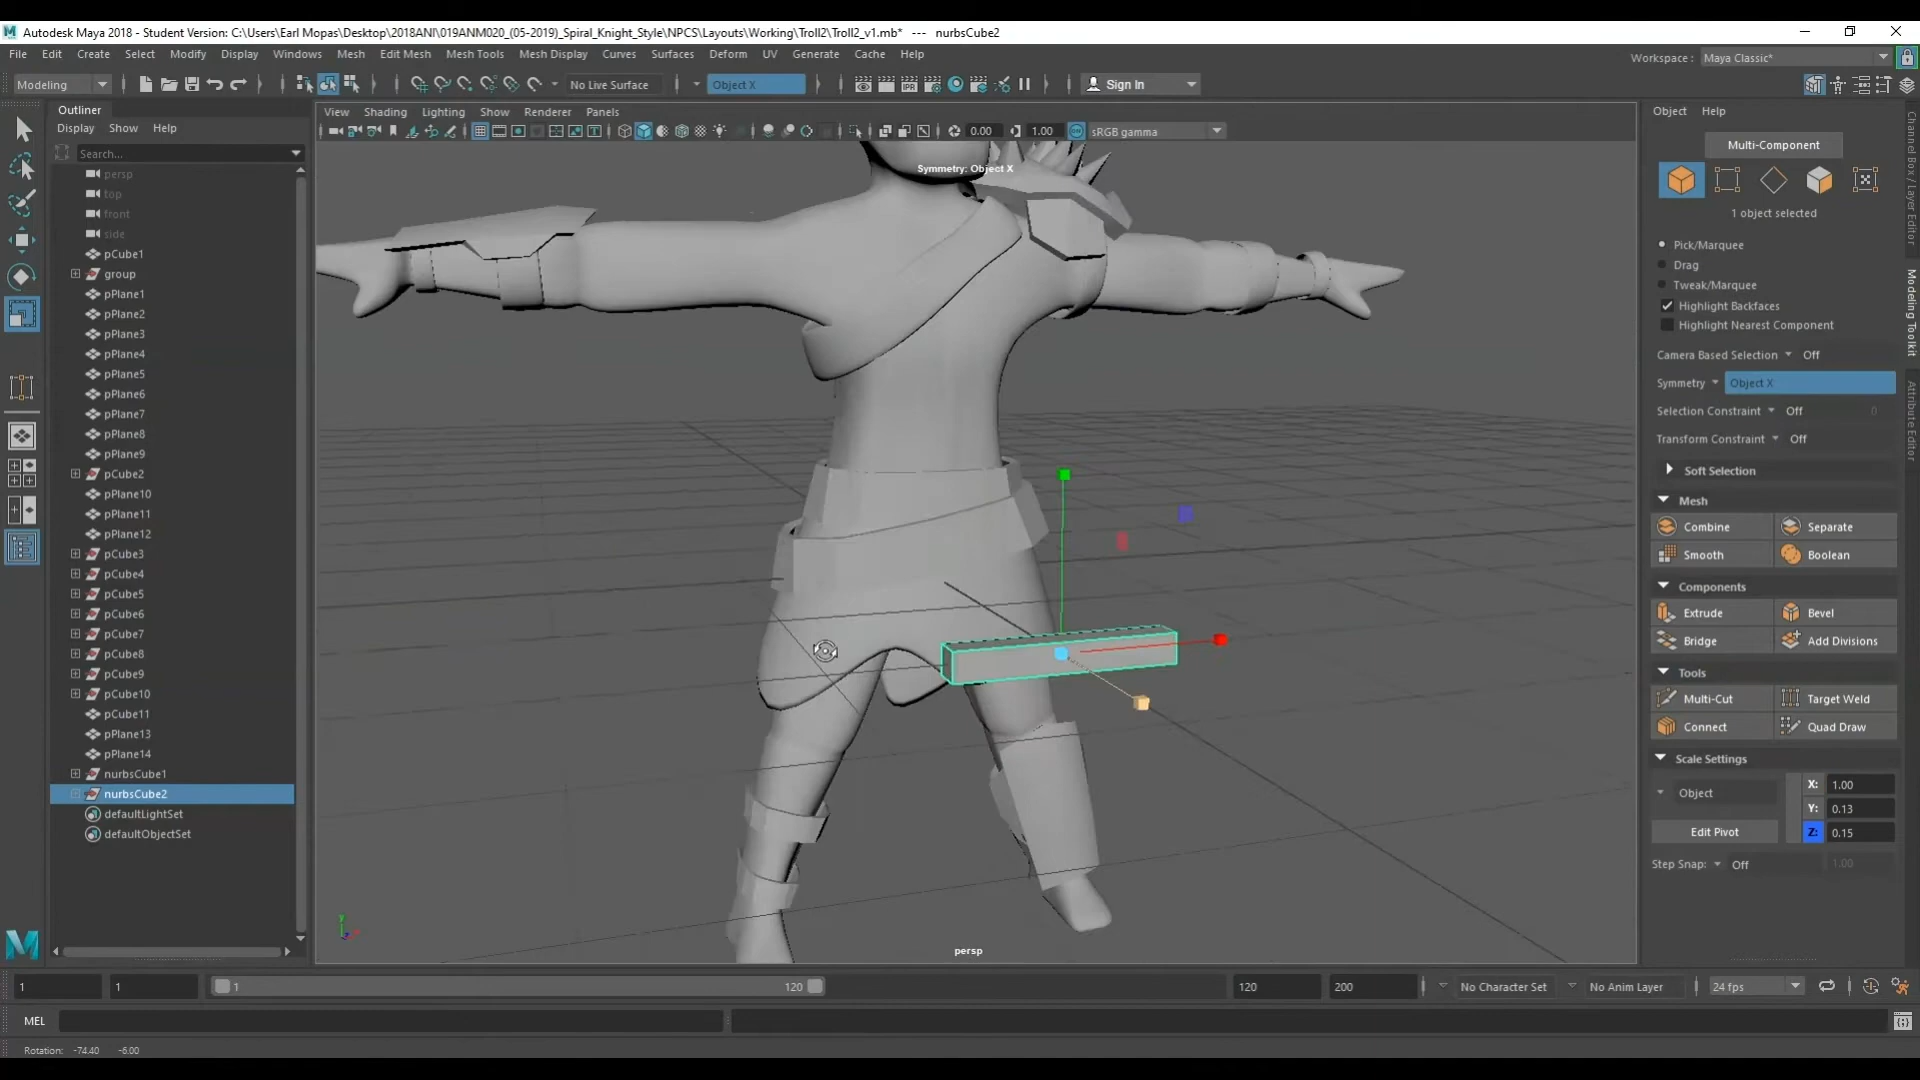 Autodesk Maya 2018 - Student Version: C:\Users\Earl Mopas\Desktop\2018ANI\019ANM020_(05-2019)_Spiral_Knight_Style\NPCS\Layouts\Working\Troll2\Troll2_v1.mb* --- nurbsCube2
File Edit Create Select Modify Display Windows Mesh Edit Mesh Mesh Tools Mesh Display Curves Surfaces Deform UV Generate Cache Help
Workspace : Maya Classic*
Modeling
No Live Surface
Object X
Sign In
Outliner
Display Show Help
Search...
persp
top
front
side
pCube1
group
pPlane1
pPlane2
pPlane3
pPlane4
pPlane5
pPlane6
pPlane7
pPlane8
pPlane9
pCube2
pPlane10
pPlane11
pPlane12
pCube3
pCube4
pCube5
pCube6
pCube7
pCube8
pCube9
pCube10
pCube11
pPlane13
pPlane14
nurbsCube1
nurbsCube2
defaultLightSet
defaultObjectSet
View Shading Lighting Show Renderer Panels
IPR
0.00
1.00
sRGB gamma
Symmetry: Object X
persp
y
Object Help
Multi-Component
1 object selected
Pick/Marquee
Drag
Tweak/Marquee
Highlight Backfaces
Highlight Nearest Component
Camera Based Selection Off
Symmetry Object X
Selection Constraint Off 0
Transform Constraint Off
Soft Selection
Mesh
Combine Separate
Smooth Boolean
Components
Extrude Bevel
Bridge Add Divisions
Tools
Multi-Cut Target Weld
Connect Quad Draw
Scale Settings
Object
X: 1.00
Y: 0.13
Edit Pivot
Z: 0.15
Step Snap: Off 1.00
Channel Box / Layer Editor
Modeling Toolkit
Attribute Editor
1 1 1 120 120 200
No Character Set
No Anim Layer
24 fps
MEL
Rotation: -74.40 -6.00